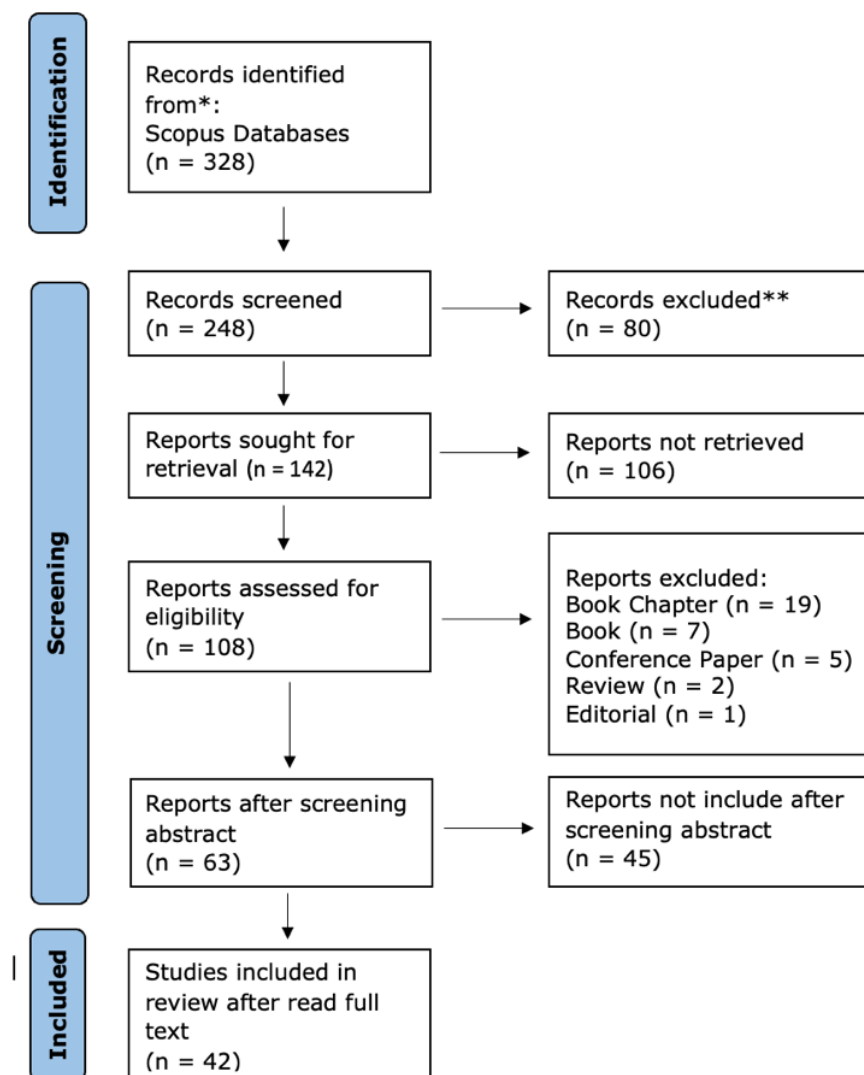 Identification
Records identified
from*:
Scopus Databases
(n = 328)
Screening
Records screened
(n = 248)
Records excluded**
(n = 80)
Reports sought for
retrieval (n = 142)
Reports not retrieved
(n = 106)
Reports assessed for
eligibility
(n = 108)
Reports excluded:
Book Chapter (n = 19)
Book (n = 7)
Conference Paper (n = 5)
Review (n = 2)
Editorial (n = 1)
Reports after screening
abstract
(n = 63)
Reports not include after
screening abstract
(n = 45)
Included
Studies included in
review after read full
text
(n = 42)